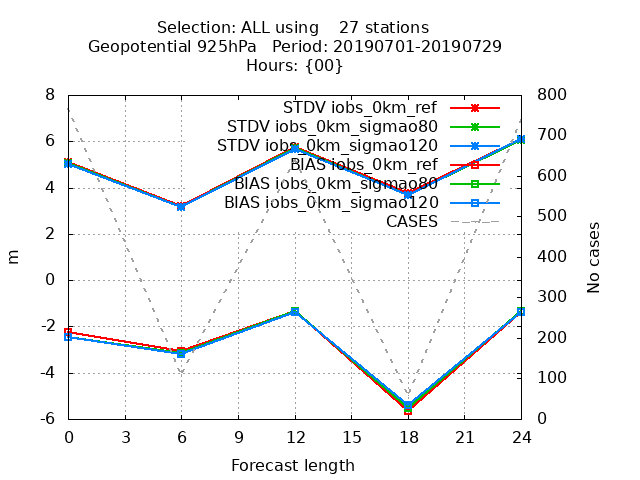 Selection: ALL using 27 stations
Geopotential 925hPa Period: 20190701-20190729
Hours: {00}
8
6
4
2
0
-2
-4
-6
m
800
700
600
500
400
300
200
100
0
No cases
STDV iobs_0km_ref
STDV iobs_0km_sigmao80
STDV iobs_0km_sigmao120
BIAS iobs_0km_ref
BIAS iobs_0km_sigmao80
BIAS iobs_0km_sigmao120
CASES
0 3 6 9 12 15 18 21 24
Forecast length